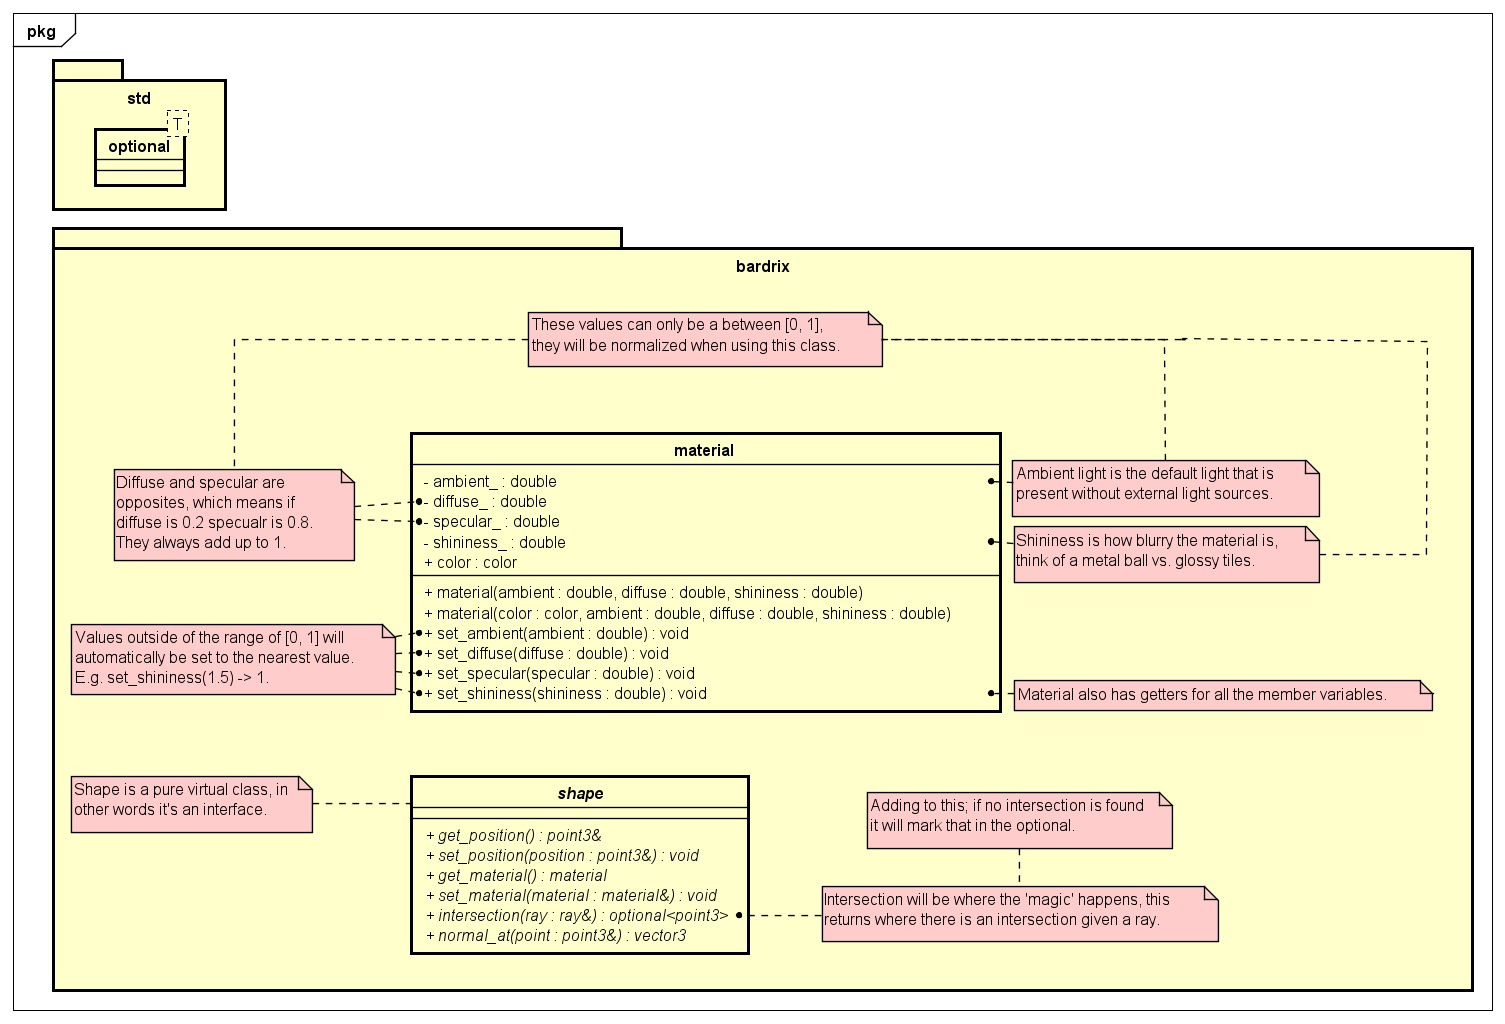 pkg
std
T
optional
bardrix
These values can only be a between [0, 1],
they will be normalized when using this class.
material
- ambient_ : double
- diffuse_ : double
- specular_ : double
- shininess_ : double
+ color : color
+ material(ambient : double, diffuse : double, shininess : double)
+ material(color : color, ambient : double, diffuse : double, shininess : double)
+ set_ambient(ambient : double) : void
+ set_diffuse(diffuse : double) : void
+ set_specular(specular : double) : void
+ set_shininess(shininess : double) : void
Diffuse and specular are
opposites, which means if
diffuse is 0.2 specualr is 0.8.
They always add up to 1.
Ambient light is the default light that is
present without external light sources.
Shininess is how blurry the material is,
think of a metal ball vs. glossy tiles.
Values outside of the range of [0, 1] will
automatically be set to the nearest value.
E.g. set_shininess(1.5) -> 1.
Material also has getters for all the member variables.
Shape is a pure virtual class, in
other words it's an interface.
shape
+ get_position() : point3&
+ set_position(position : point3&) : void
+ get_material() : material
+ set_material(material : material&) : void
+ intersection(ray : ray&) : optional<point3>
+ normal_at(point : point3&) : vector3
Adding to this; if no intersection is found
it will mark that in the optional.
Intersection will be where the 'magic' happens, this
returns where there is an intersection given a ray.